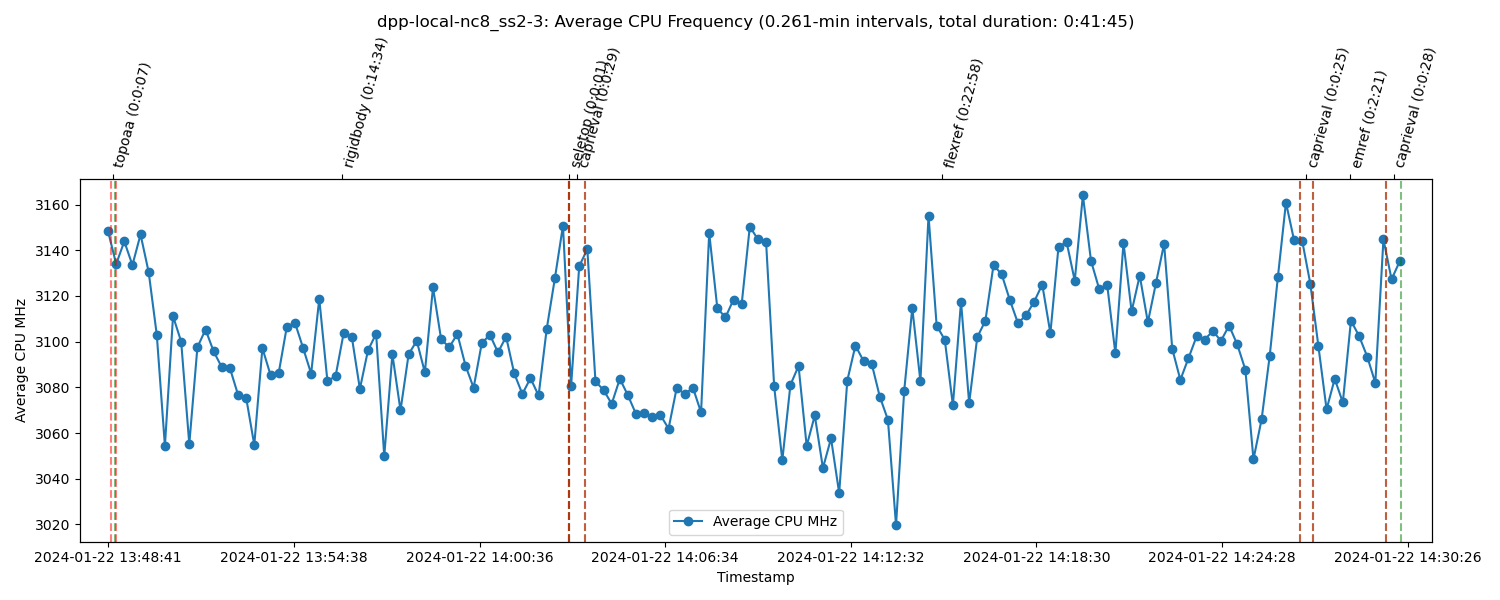 dpp-local-nc8_ss2-3: Average CPU Frequency (0.261-min intervals, total duration: 0:41:45)
topoaa (0:0:07)
rigidbody (0:14:34)
seletop (0:0:01)
caprieval (0:0:29)
flexref (0:22:58)
caprieval (0:0:25)
emref (0:2:21)
caprieval (0:0:28)
Average CPU MHz
3160
3140
3120
3100
3080
3060
3040
3020
Average CPU MHz
2024-01-22 13:48:41
2024-01-22 13:54:38
2024-01-22 14:00:36
2024-01-22 14:06:34
2024-01-22 14:12:32
2024-01-22 14:18:30
2024-01-22 14:24:28
2024-01-22 14:30:26
Timestamp